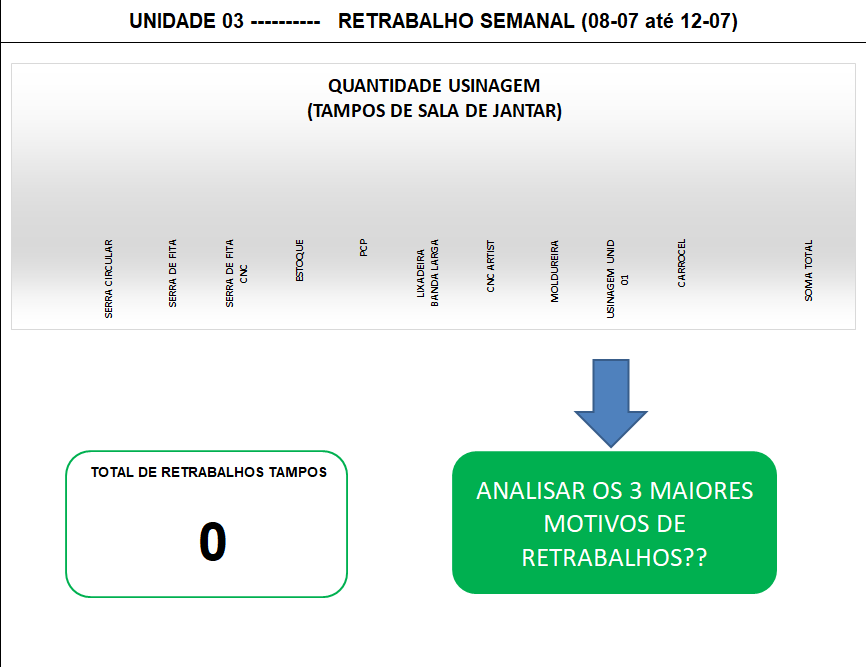 UNIDADE 03 ---------- RETRABALHO SEMANAL (08-07 até 12-07)
QUANTIDADE USINAGEM
(TAMPOS DE SALA DE JANTAR)
SERRA CIRCULAR
SERRA DE FITA
SERRA DE FITA
CNC
ESTOQUE
PCP
LIXADEIRA
BANDA LARGA
CNC ARTIST
MOLDUREIRA
USINAGEM UNID
01
CARROCEL
SOMA TOTAL
TOTAL DE RETRABALHOS TAMPOS
0
ANALISAR OS 3 MAIORES
MOTIVOS DE
RETRABALHOS??